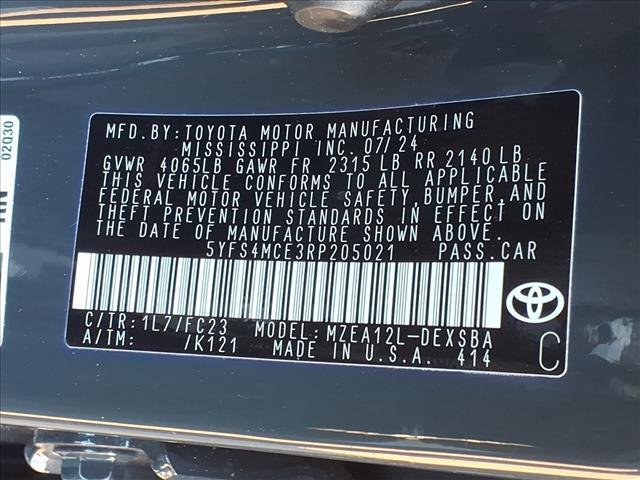 MFD.BY:TOYOTA MOTOR MANUFACTURING
MISSISSIPPI INC. 07/24
GVWR 4065LB GAWR FR 2315 LB RR 2140 LB
THIS VEHICLE CONFORMS TO ALL APPLICABLE
FEDERAL MOTOR VEHICLE SAFETY,BUMPER,AND
THEFT PREVENTION STANDARDS IN EFFECT ON
THE DATE OF MANUFACTURE SHOWN ABOVE.
5YFS4MCE3RP205021 PASS.CAR
C/TR:1L7/FC23 MODEL:MZEA12L-DEXSBA
A/TM: /K121 MADE IN U.S.A. 414
C
02Q30